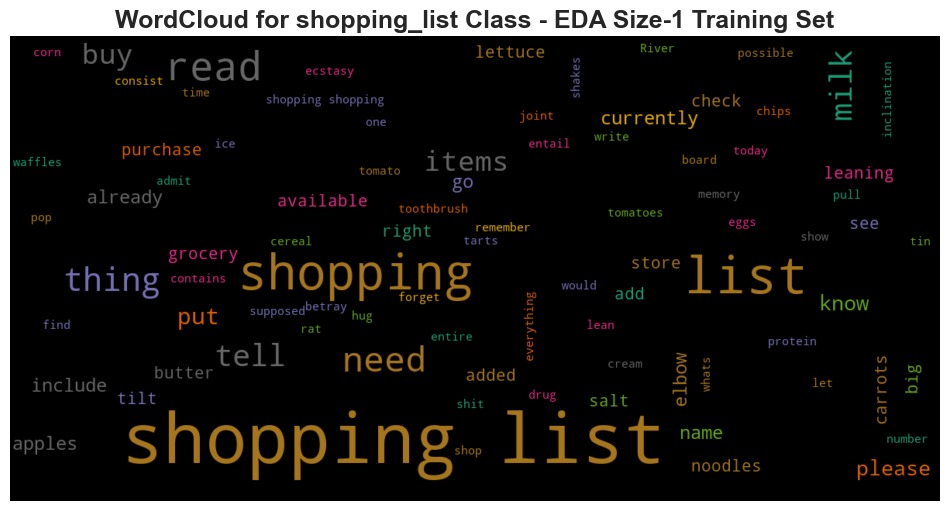 WordCloud for shopping_list Class - EDA Size-1 Training Set
corn
buy
read
lettuce
River
possible
consist
time
ecstasy
shopping shopping
shakes
check
chips
milk
inclination
one
joint
currently
write
waffles
purchase
ice
items
entail
board
today
leaning
admit
tomato
go
already
available
toothbrush
memory
pull
pop
right
remember
tomatoes
eggs
see
cereal
tarts
show
tin
grocery
contains
shopping
store
list
thing
forget
would
add
know
put
supposed
betray
hug
rat
find
everything
lean
entire
protein
tell
need
cream
elbow
whats
carrots
big
butter
include
added
let
tilt
shit
drug
salt
apples
shopping list
shop
name
number
noodles
please